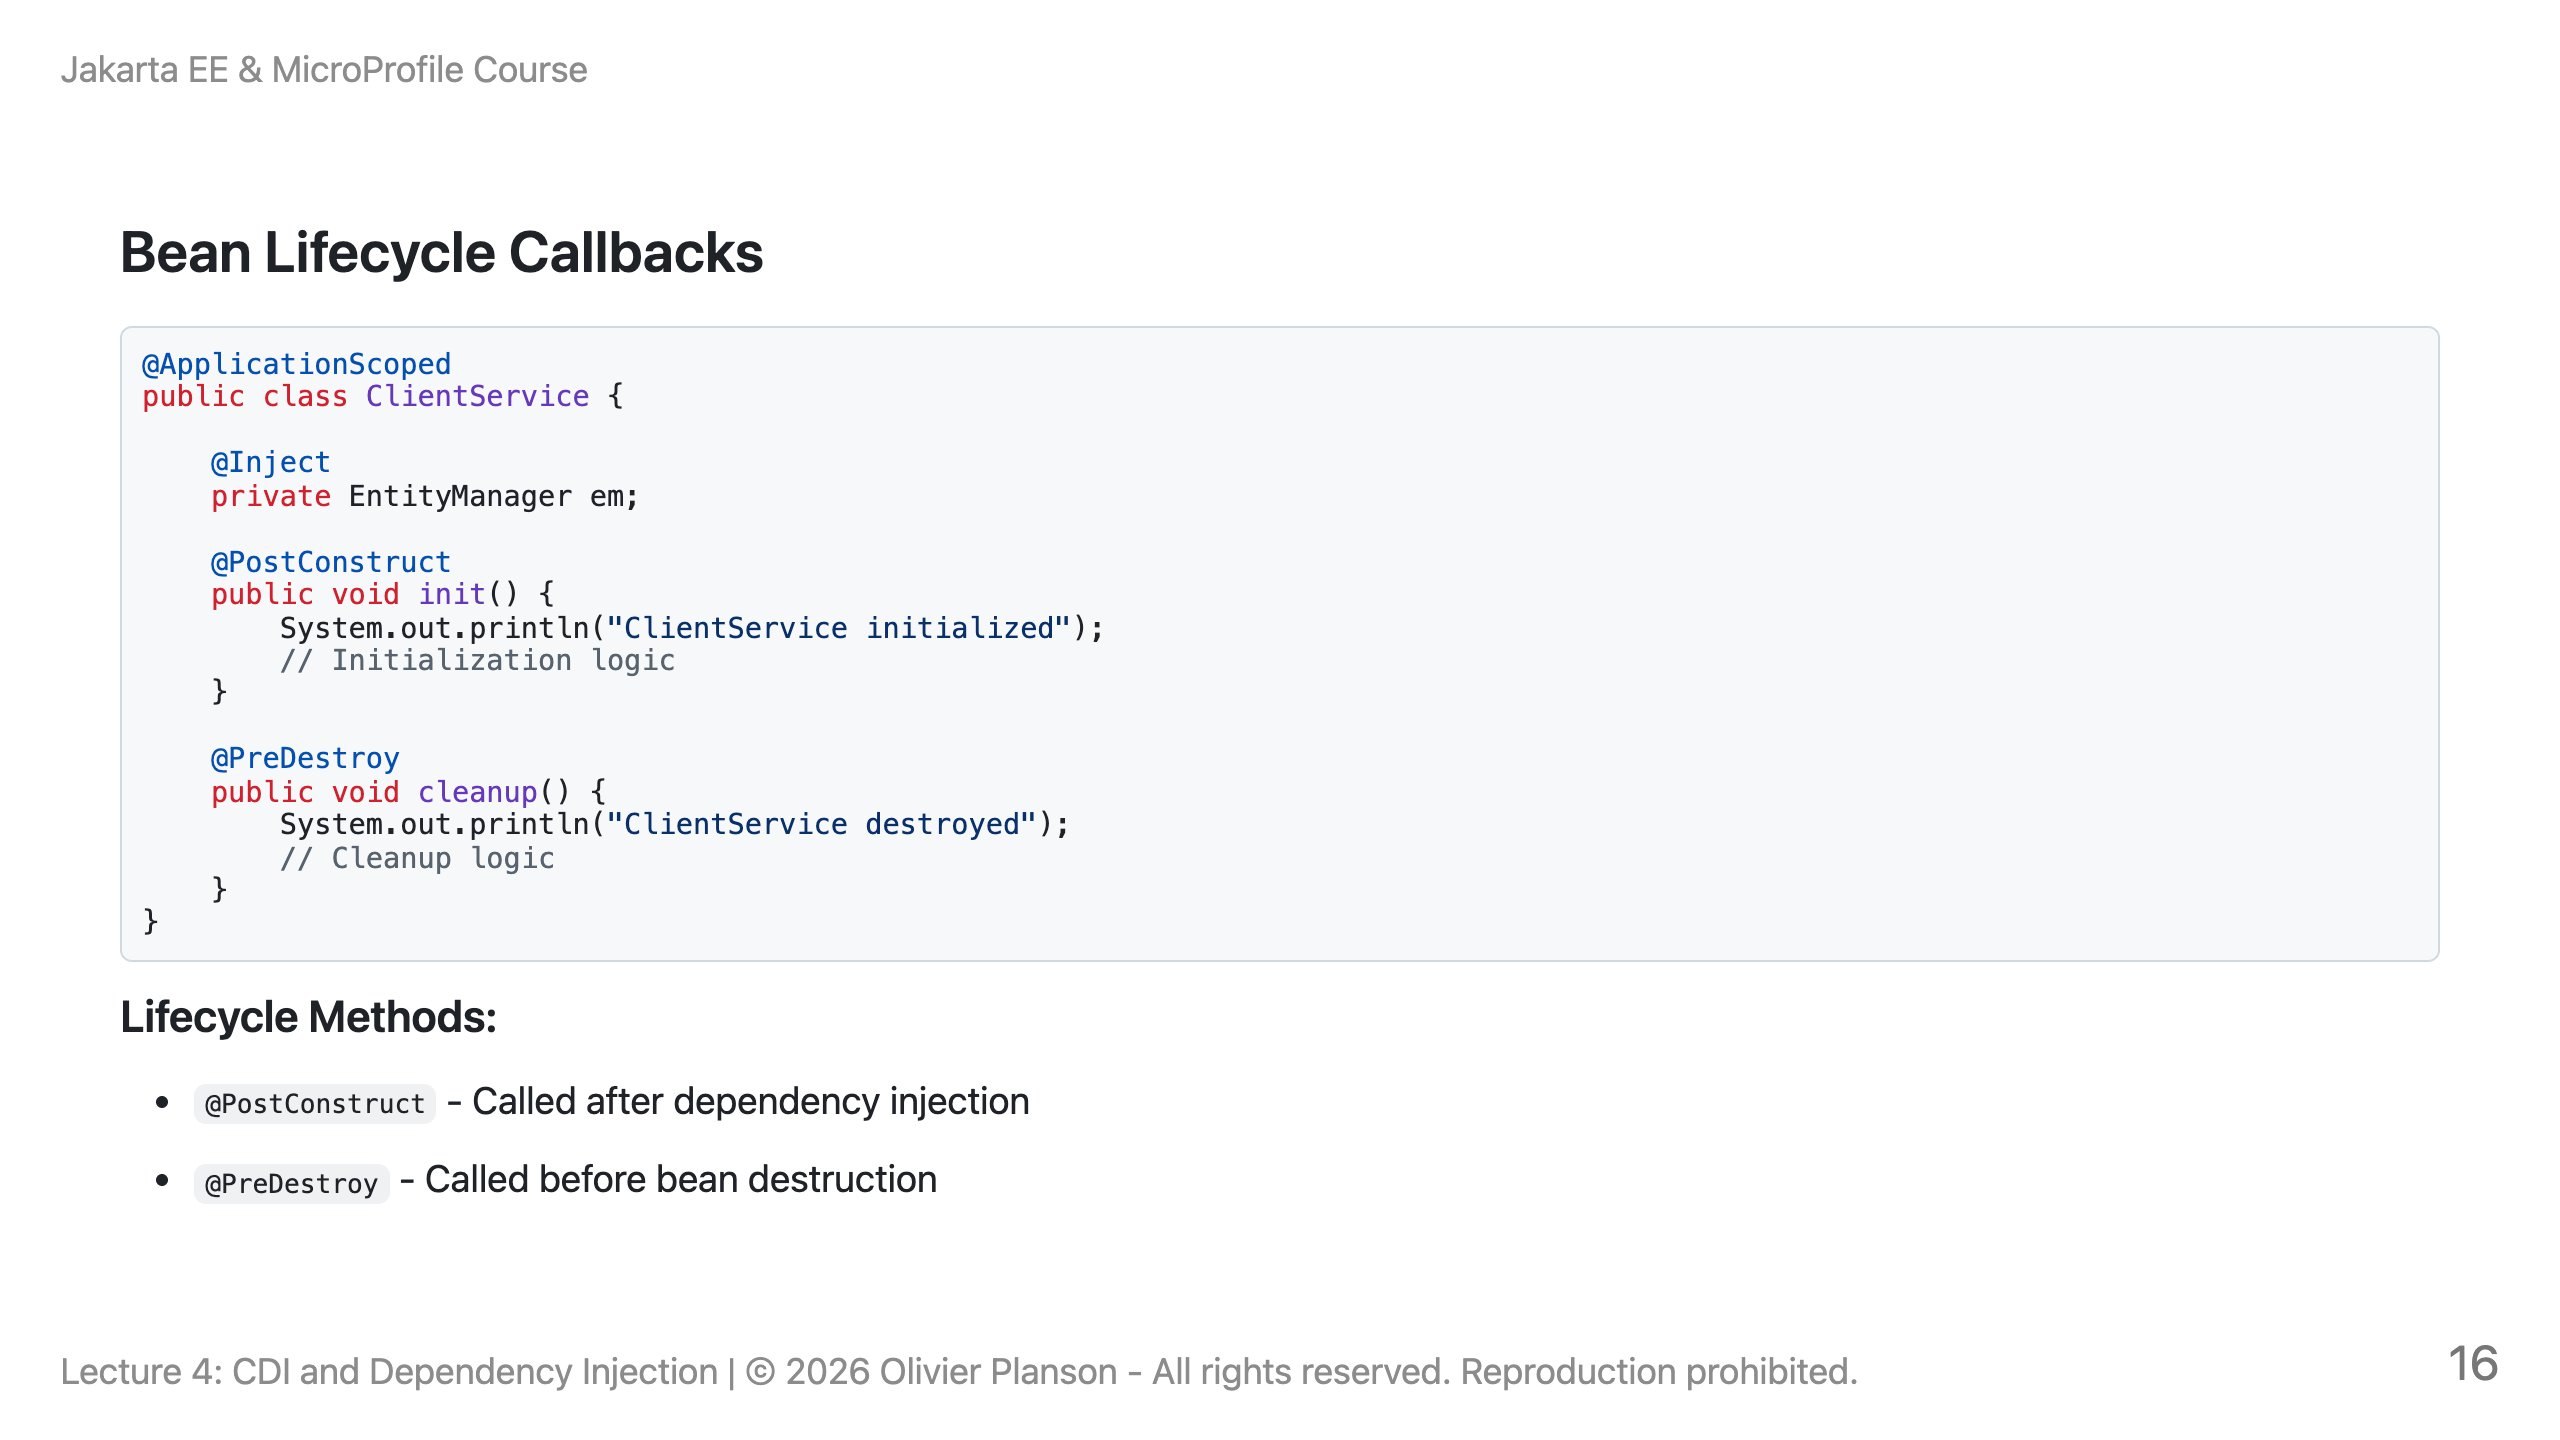 Jakarta EE & MicroProfile Course
Bean Lifecycle Callbacks
@ApplicationScoped
public class ClientService {
    @Inject
    private EntityManager em;
    @PostConstruct
    public void init() {
        System.out.println("ClientService initialized");
        // Initialization logic
    }
    @PreDestroy
    public void cleanup() {
        System.out.println("ClientService destroyed");
        // Cleanup logic
    }
}
Lifecycle Methods:
• @PostConstruct - Called after dependency injection
• @PreDestroy - Called before bean destruction
Lecture 4: CDI and Dependency Injection | © 2026 Olivier Planson - All rights reserved. Reproduction prohibited.
16